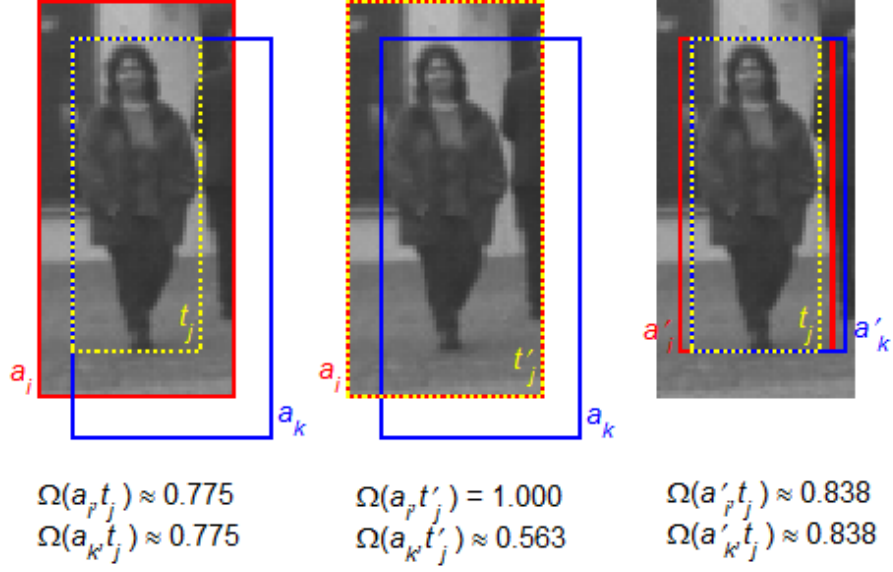 t_j
a_i
a_k
t′_j
a_i
a_k
t_j
a′_i
a′_k
Ω(a_i, t_j) ≈ 0.775
Ω(a_k, t_j) ≈ 0.775
Ω(a_i, t′_j) = 1.000
Ω(a_k, t′_j) ≈ 0.563
Ω(a′_i, t_j) ≈ 0.838
Ω(a′_k, t_j) ≈ 0.838